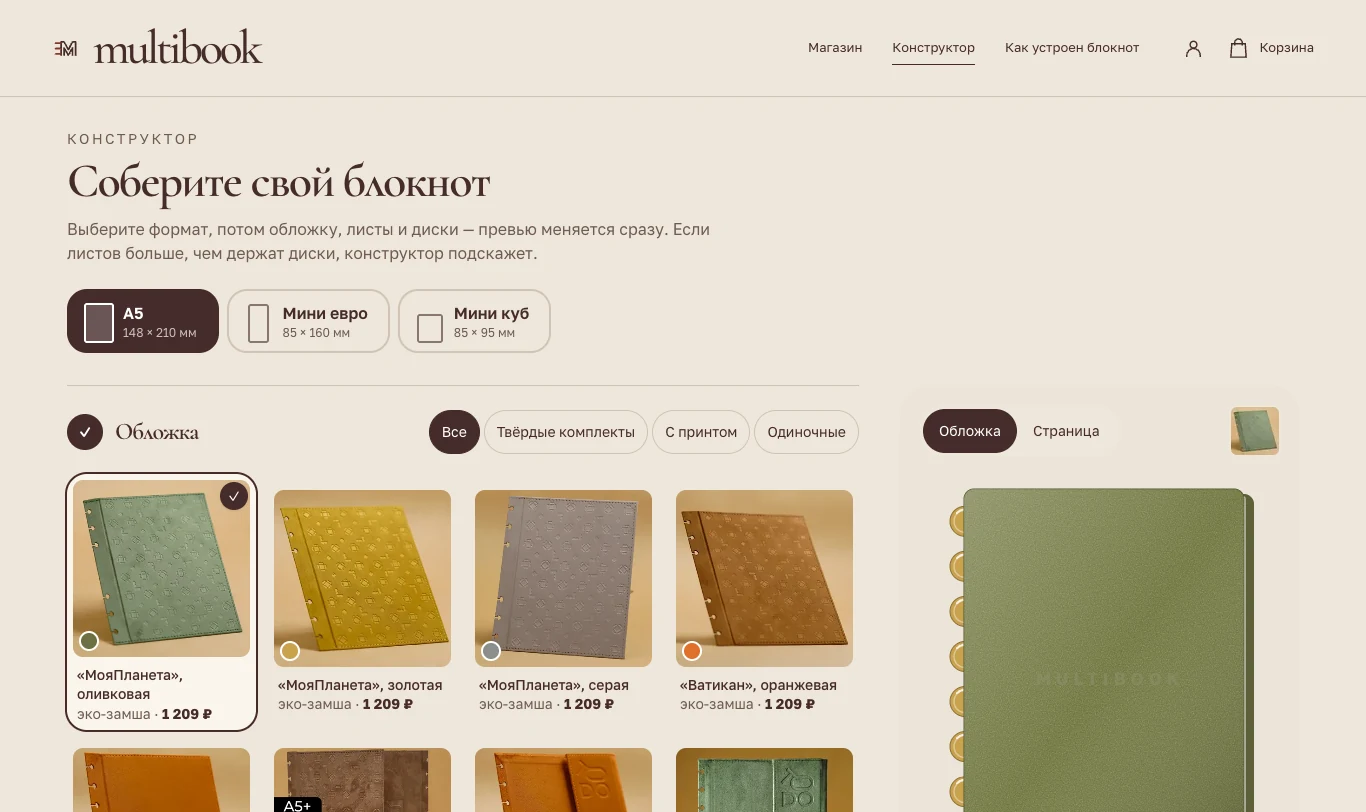 multibook
Магазин
Конструктор
Как устроен блокнот
Корзина
КОНСТРУКТОР
Соберите свой блокнот
Выберите формат, потом обложку, листы и диски — превью меняется сразу. Если
листов больше, чем держат диски, конструктор подскажет.
А5
148 × 210 мм
Мини евро
85 × 160 мм
Мини куб
85 × 95 мм
Обложка
Все
Твёрдые комплекты
С принтом
Одиночные
Обложка
Страница
«МояПланета»,
оливковая
эко-замша · 1 209 ₽
«МояПланета», золотая
эко-замша · 1 209 ₽
«МояПланета», серая
эко-замша · 1 209 ₽
«Ватикан», оранжевая
эко-замша · 1 209 ₽
MULTIBOOK
А5+